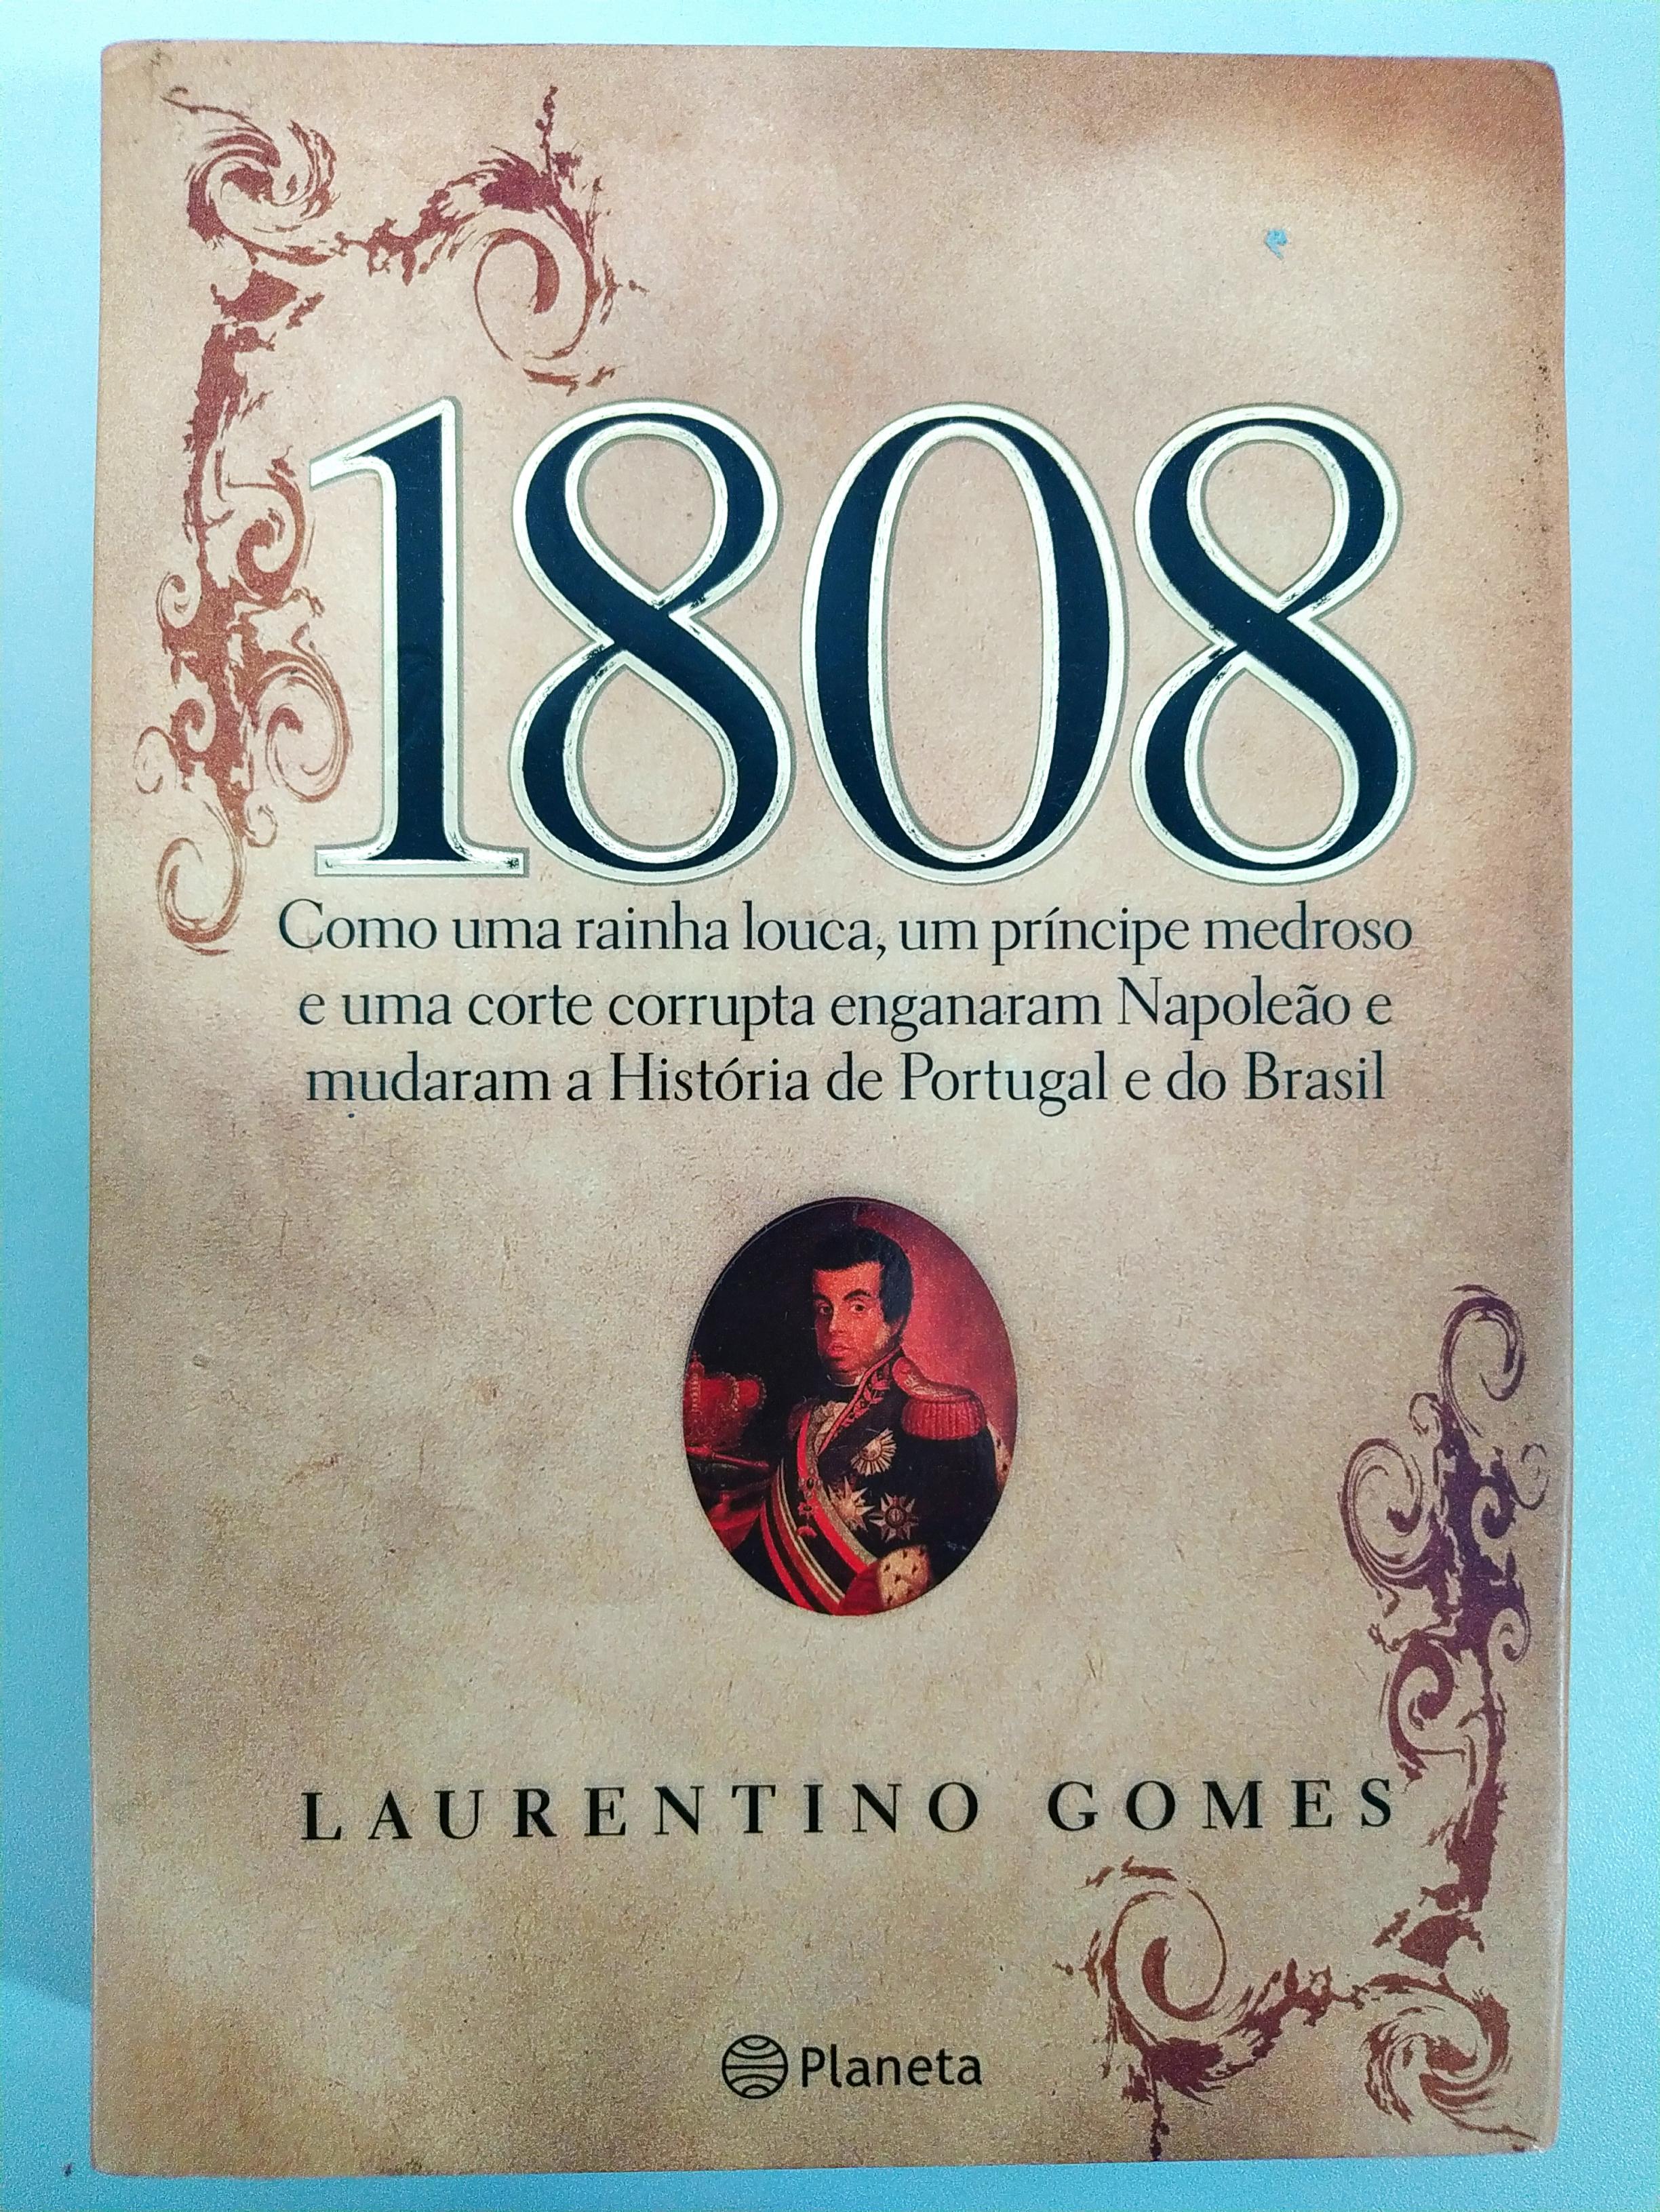 1808
Como uma rainha louca, um príncipe medroso
e uma corte corrupta enganaram Napoleão e
mudaram a História de Portugal e do Brasil
LAURENTINO GOMES
Planeta